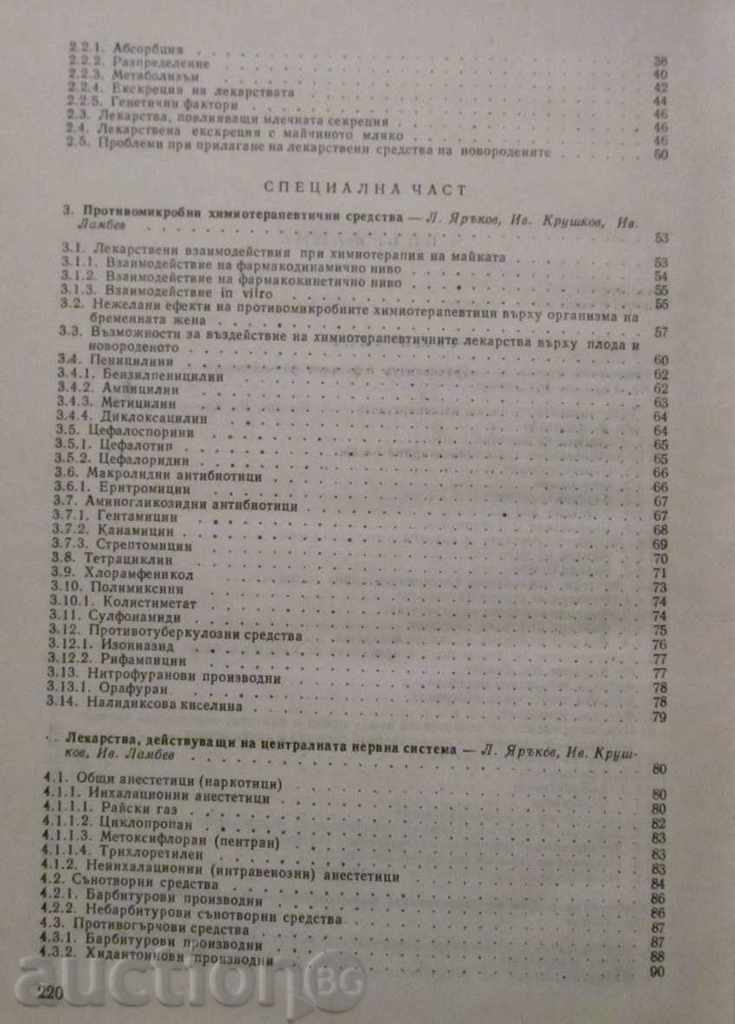 2.2.1. Абсорбция 38
2.2.2. Разпределение 40
2.2.3. Метаболизъм 42
2.2.4. Екскреция на лекарствата 44
2.2.5. Генетични фактори 46
2.3. Лекарства, повлияващи млечната секреция 46
2.4. Лекарствена екскреция с майчиното мляко 46
2.5. Проблеми при прилагане на лекарствени средства на новородените 50
СПЕЦИАЛНА ЧАСТ
3. Противомикробни химиотерапевтични средства — Л. Яръков, Ив. Крушков, Ив.
Ламбев 53
3.1. Лекарствени взаимодействия при химиотерапия на майката 53
3.1.1. Взаимодействие на фармакодинамично ниво 54
3.1.2. Взаимодействие на фармакокинетично ниво 55
3.1.3. Взаимодействие in vitro 55
3.2. Нежелани ефекти на противомикробните химиотерапевтици върху организма на
бременната жена 57
3.3. Възможности за въздействие на химиотерапевтичните лекарства върху плода и
новороденото 60
3.4. Пеницилини 62
3.4.1. Бензилпеницилин 62
3.4.2. Ампицилин 63
3.4.3. Метицилин 64
3.4.4. Диклоксацилин 64
3.5. Цефалоспорини 65
3.5.1. Цефалотин 65
3.5.2. Цефалоридин 66
3.6. Макролидни антибиотици 66
3.6.1. Еритромицин 67
3.7. Аминогликозидни антибиотици 67
3.7.1. Гентамицин 68
3.7.2. Канамицин 69
3.7.3. Стрептомицин 70
3.8. Тетрациклин 71
3.9. Хлорамфеникол 73
3.10. Полимиксини 74
3.10.1. Колистиметат 74
3.11. Сулфонамиди 75
3.12. Противотуберкулозни средства 76
3.12.1. Изониазид 77
3.12.2. Рифампицин 77
3.13. Нитрофуранови производни 78
3.13.1. Орафуран 78
3.14. Налидиксова киселина 79
Лекарства, действуващи на централната нервна система — Л. Яръков, Ив. Круш-
ков, Ив. Ламбев 80
4.1. Общи анестетици (наркотици) 80
4.1.1. Инхалационни анестетици 80
4.1.1.1. Райски газ 82
4.1.1.2. Циклопропан 83
4.1.1.3. Метоксифлоран (пентран) 83
4.1.1.4. Трихлоретилен 83
4.1.2. Неинхалационни (интравенозни) анестетици 84
4.2. Сънотворни средства 86
4.2.1. Барбитурови производни 86
4.2.2. Небарбитурови сънотворни средства 87
4.3. Противогърчови средства 87
4.3.1. Барбитурови производни 88
4.3.2. Хидантоинови производни 90
220
auctionBG